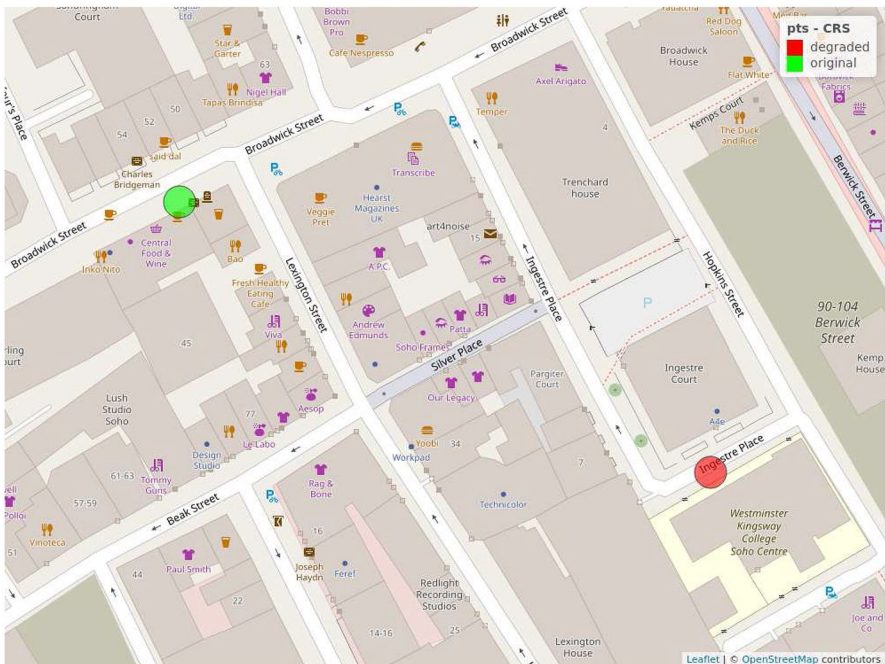 Court
Ltd
Star &
Garter
63
Nigel Hall
Tapas Brindisa
50
52
54
said dal
Charles
Bridgeman
Bobbi
Brown
Pro
Cafe Nespresso
Broadwick Street
Broadwick Street
Broadwick Street
Axel Arigato
Temper
4
Trenchard
house
Broadwick
House
Red Dog
Saloon
Flat White
The Duck
and Rice
Kemps Court
Berwick
Fabrics
Berwick Street
pts - CRS
degraded
original
Transcribe
Hearst
Magazines
UK
Veggie
Pret
art4noise
15
A.P.C.
Andrew
Edmunds
Soho Frames
Patta
Silver Place
Our Legacy
Ingestre Place
Hopkins Street
P
90-104
Berwick
Street
Kemp
House
Central
Food &
Wine
Inko Nito
Bao
Fresh Healthy
Eating
Cafe
Viva
Lexington Street
45
Lush
Studio
Soho
Aesop
77
Le Labo
Design
Studio
Tommy
Guns
61-63
57-59
51
Vinoteca
Beak Street
Yoobi
34
Workpad
Pargiter
Court
Ingestre
Court
A4e
Ingestre Place
7
Technicolor
Westminster
Kingsway
College
Soho Centre
Rag &
Bone
16
Joseph
Haydn
Feref
Paul Smith
44
22
14-16
25
Redlight
Recording
Studios
Lexington
House
Joe and
Co
Leaflet | © OpenStreetMap contributors